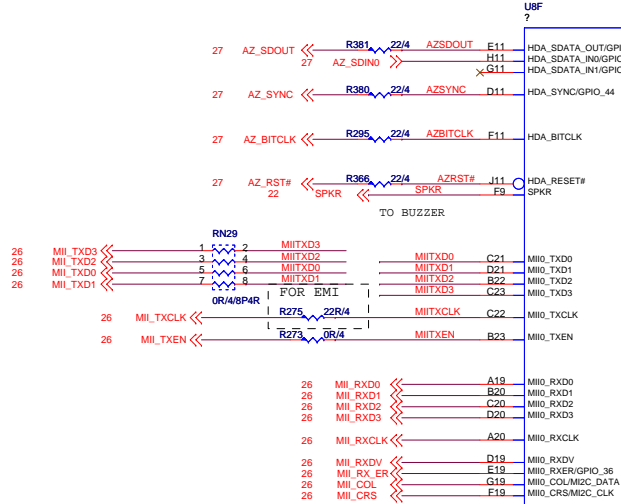 U8F
?
27 AZ_SDOUT R381 22/4 AZSDOUT E11 HDA_SDATA_OUT/GPI
27 AZ_SDIN0 H11 HDA_SDATA_IN0/GPIO
G11 HDA_SDATA_IN1/GPIO
27 AZ_SYNC R380 22/4 AZSYNC D11 HDA_SYNC/GPIO_44
27 AZ_BITCLK R295 22/4 AZBITCLK F11 HDA_BITCLK
27 AZ_RST# R366 22/4 AZRST# J11 HDA_RESET#
22 SPKR SPKR F9 SPKR
TO BUZZER
RN29
26 MII_TXD3 1 2 MIITXD3
26 MII_TXD2 3 4 MIITXD2 MIITXD0 C21 MII0_TXD0
26 MII_TXD0 5 6 MIITXD0 MIITXD1 D21 MII0_TXD1
26 MII_TXD1 7 8 MIITXD1 MIITXD2 B22 MII0_TXD2
0R/4/8P4R FOR EMI MIITXD3 C23 MII0_TXD3
26 MII_TXCLK R275 22R/4 MIITXCLK C22 MII0_TXCLK
26 MII_TXEN R273 0R/4 MIITXEN B23 MII0_TXEN
26 MII_RXD0 A19 MII0_RXD0
26 MII_RXD1 B20 MII0_RXD1
26 MII_RXD2 C20 MII0_RXD2
26 MII_RXD3 D20 MII0_RXD3
26 MII_RXCLK A20 MII0_RXCLK
26 MII_RXDV D19 MII0_RXDV
26 MII_RX_ER E19 MII0_RXER/GPIO_36
26 MII_COL G19 MII0_COL/MI2C_DATA
26 MII_CRS F19 MII0_CRS/MI2C_CLK